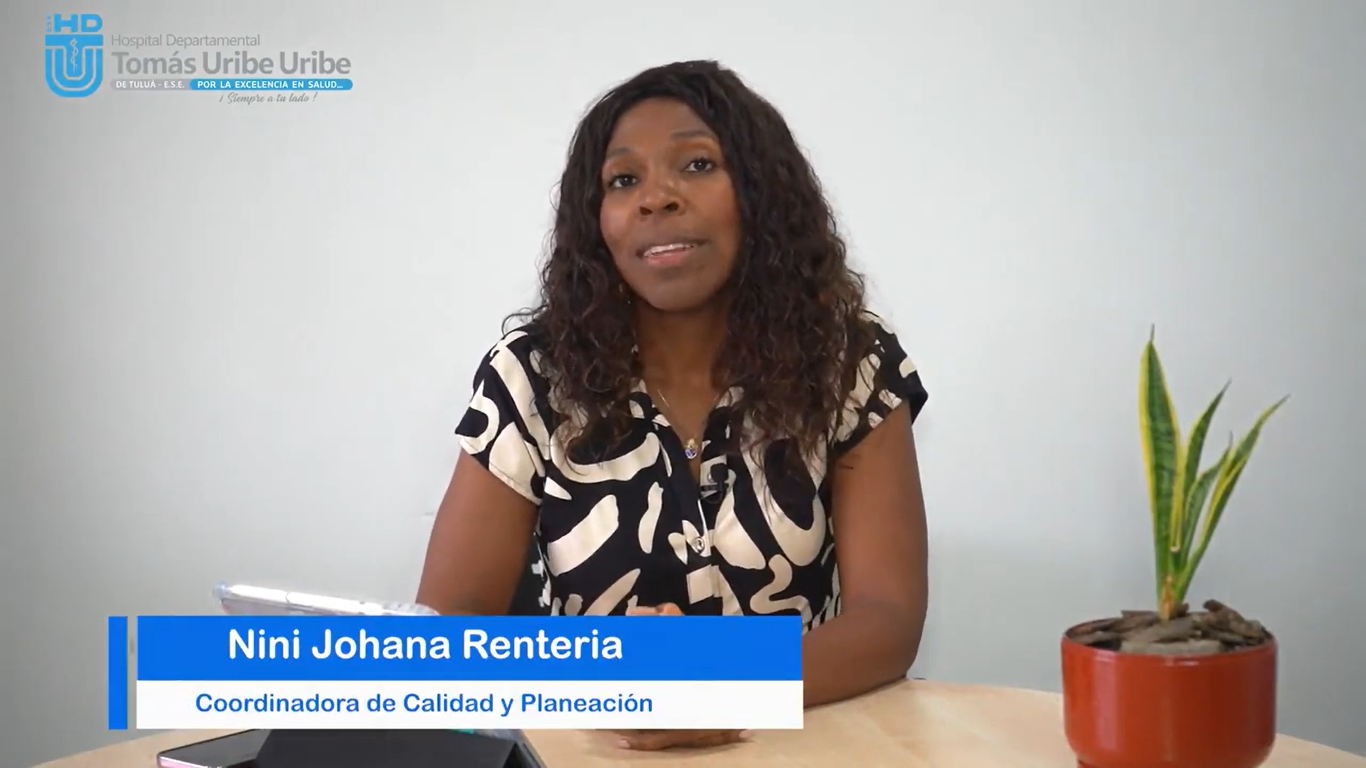 HD
Hospital Departamental
Tomás Uribe Uribe
DE TULUÁ - E.S.E. POR LA EXCELENCIA EN SALUD...
¡ Siempre a tu lado !
Nini Johana Renteria
Coordinadora de Calidad y Planeación